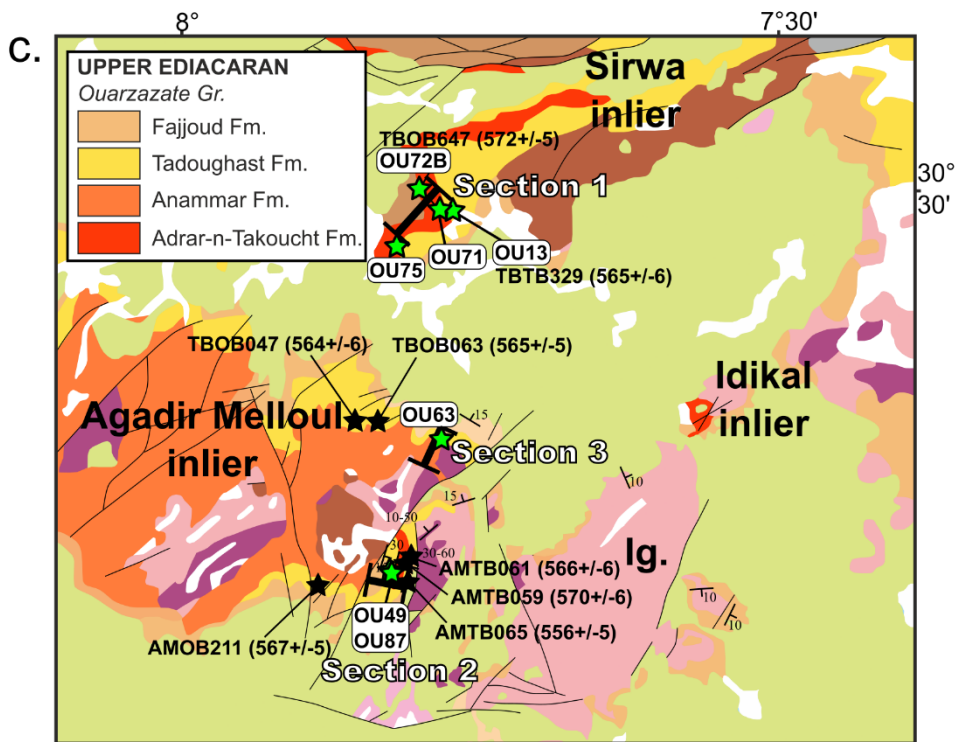 8°
7°30'
c.
UPPER EDIACARAN
Ouarzazate Gr.
Fajjoud Fm.
Tadoughast Fm.
Anammar Fm.
Adrar-n-Takoucht Fm.
Sirwa
inlier
TBOB647 (572+/-5)
OU72B
Section 1
30°
30'
OU71
OU13
OU75
TBTB329 (565+/-6)
TBOB047 (564+/-6)
TBOB063 (565+/-5)
Agadir Melloul
inlier
OU63
15
Section 3
Idikal
inlier
10
15
10-50
30
30-60
Ig.
AMTB061 (566+/-6)
AMTB059 (570+/-6)
10
10
OU49
OU87
AMTB065 (556+/-5)
AMOB211 (567+/-5)
Section 2